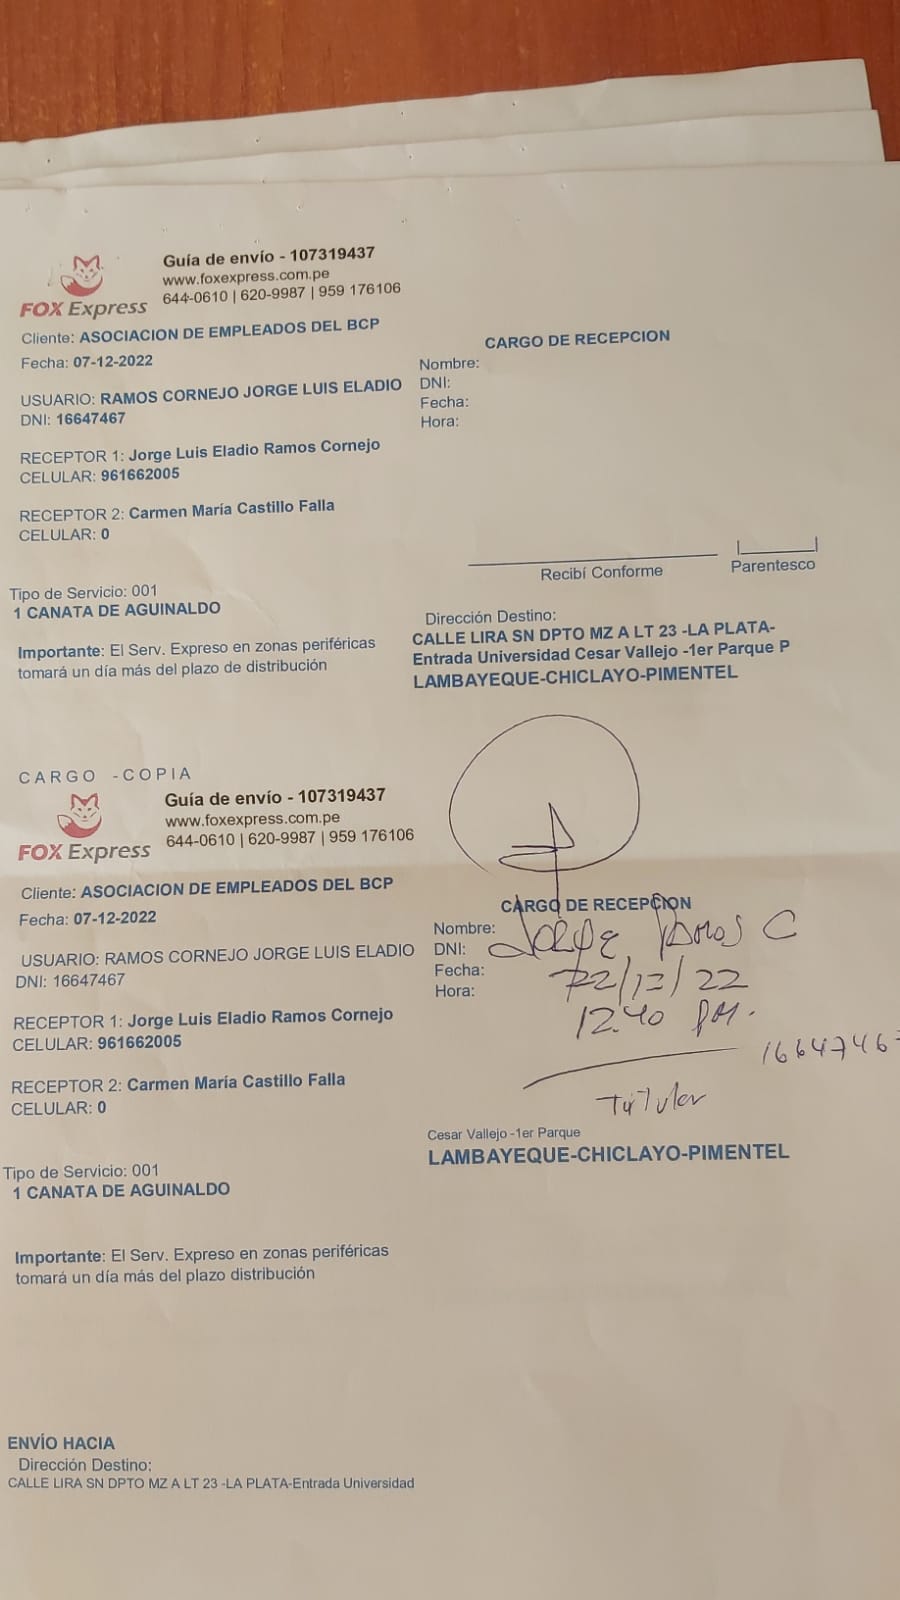 Guía de envío - 107319437
www.foxexpress.com.pe
644-0610 | 620-9987 | 959 176106
FOX Express
Cliente: ASOCIACION DE EMPLEADOS DEL BCP
Fecha: 07-12-2022
USUARIO: RAMOS CORNEJO JORGE LUIS ELADIO
DNI: 16647467
RECEPTOR 1: Jorge Luis Eladio Ramos Cornejo
CELULAR: 961662005
RECEPTOR 2: Carmen María Castillo Falla
CELULAR: 0
CARGO DE RECEPCION
Nombre:
DNI:
Fecha:
Hora:
Recibí Conforme
Parentesco
Tipo de Servicio: 001
1 CANATA DE AGUINALDO
Importante: El Serv. Expreso en zonas periféricas
tomará un día más del plazo de distribución
Dirección Destino:
CALLE LIRA SN DPTO MZ A LT 23 -LA PLATA-
Entrada Universidad Cesar Vallejo -1er Parque P
LAMBAYEQUE-CHICLAYO-PIMENTEL
CARGO -COPIA
Guía de envío - 107319437
www.foxexpress.com.pe
644-0610 | 620-9987 | 959 176106
FOX Express
Cliente: ASOCIACION DE EMPLEADOS DEL BCP
Fecha: 07-12-2022
USUARIO: RAMOS CORNEJO JORGE LUIS ELADIO
DNI: 16647467
RECEPTOR 1: Jorge Luis Eladio Ramos Cornejo
CELULAR: 961662005
RECEPTOR 2: Carmen María Castillo Falla
CELULAR: 0
CARGO DE RECEPCION
Nombre:
DNI: Jorge Ramos C
Fecha:
Hora: 12.40 pm.
16647467
Titular
Cesar Vallejo -1er Parque
LAMBAYEQUE-CHICLAYO-PIMENTEL
Tipo de Servicio: 001
1 CANATA DE AGUINALDO
Importante: El Serv. Expreso en zonas periféricas
tomará un día más del plazo distribución
ENVÍO HACIA
Dirección Destino:
CALLE LIRA SN DPTO MZ A LT 23 -LA PLATA-Entrada Universidad